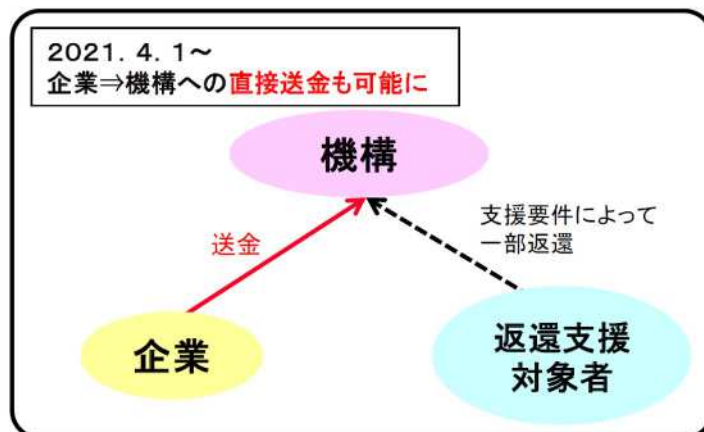 2021. 4. 1~
企業⇒機構への直接送金も可能に
機構
送金
支援要件によって
一部返還
企業
返還支援
対象者